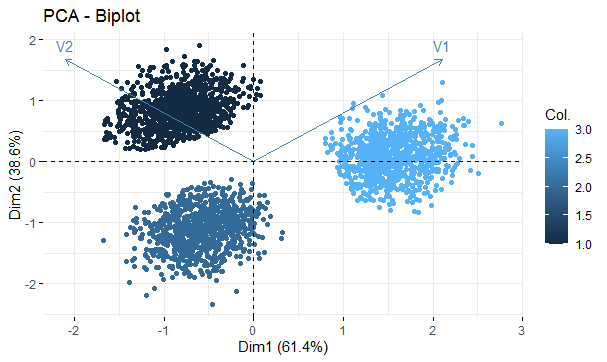 PCA - Biplot
V2
V1
2
1
0
-1
-2
Dim2 (38.6%)
-2
-1
0
1
2
3
Dim1 (61.4%)
Col.
3.0
2.5
2.0
1.5
1.0